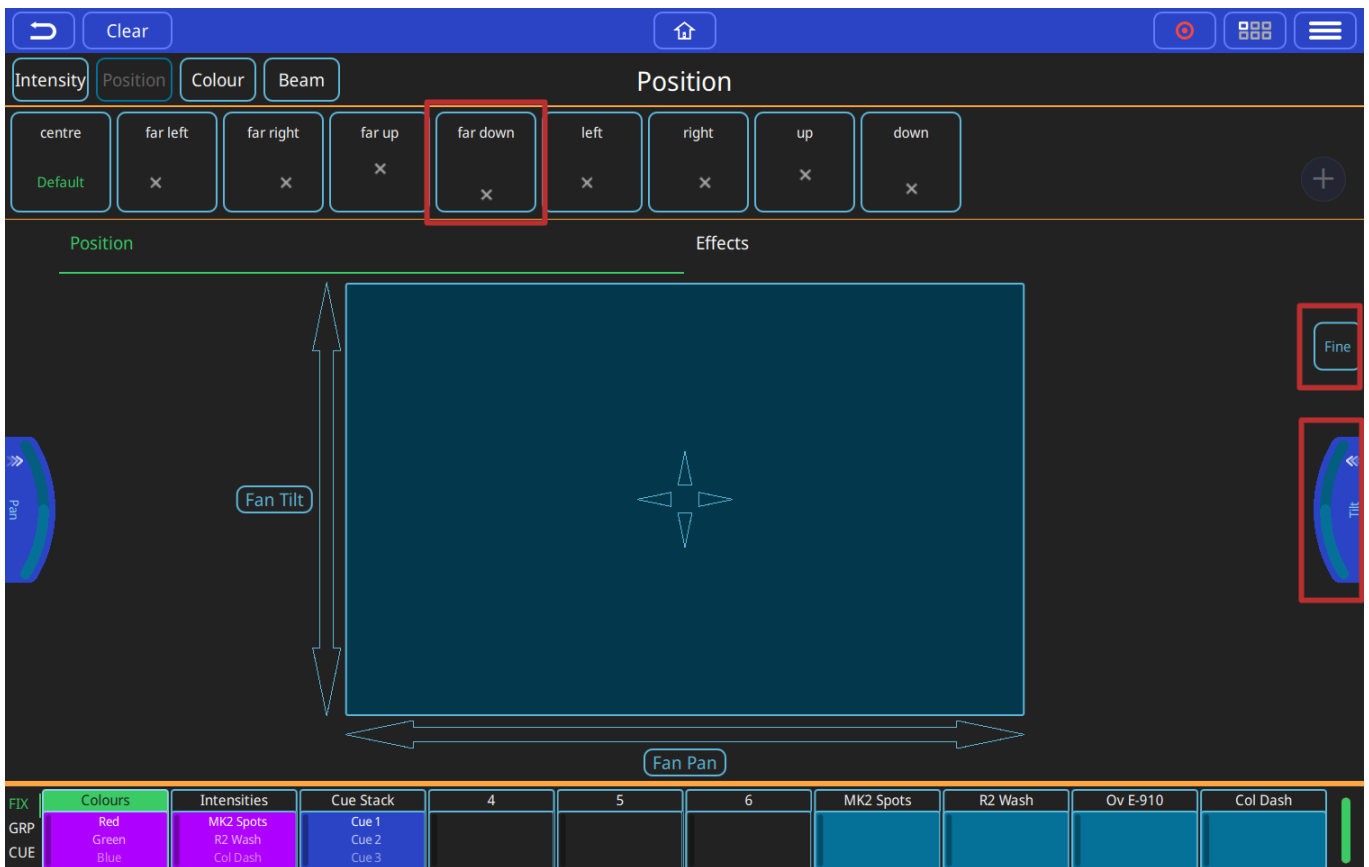 Clear
Intensity Position Colour Beam Position
centre far left far right far up far down left right up down
Default
Position Effects
Fine
Pan
Fan Tilt
Tilt
Fan Pan
FIX Colours Intensities Cue Stack 4 5 6 MK2 Spots R2 Wash Ov E-910 Col Dash
GRP Red MK2 Spots Cue 1
Green R2 Wash Cue 2
CUE Blue Col Dash Cue 3